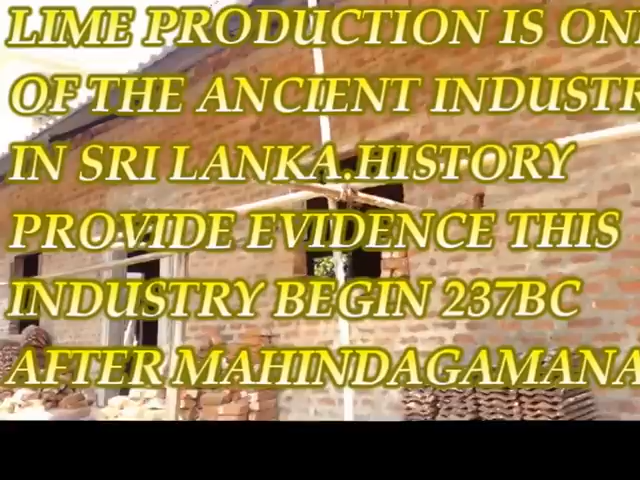 LIME PRODUCTION IS ON
OF THE ANCIENT INDUSTR
IN SRI LANKA.HISTORY
PROVIDE EVIDENCE THIS
INDUSTRY BEGIN 237BC
AFTER MAHINDAGAMANA